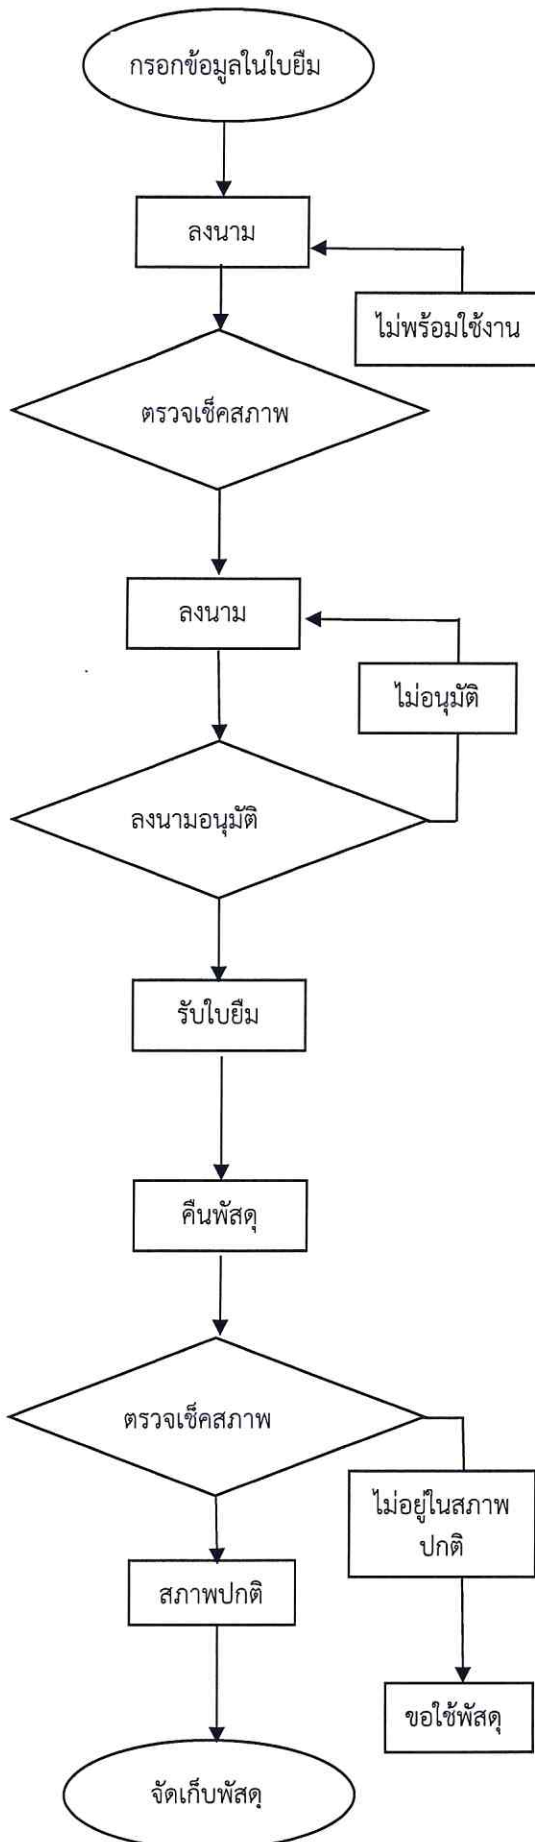 กรอกข้อมูลในใบยืม
ลงนาม
ไม่พร้อมใช้งาน
ตรวจเช็คสภาพ
ลงนาม
ไม่อนุมัติ
ลงนามอนุมัติ
รับใบยืม
คืนพัสดุ
ตรวจเช็คสภาพ
ไม่อยู่ในสภาพ
ปกติ
สภาพปกติ
ขอใช้พัสดุ
จัดเก็บพัสดุ